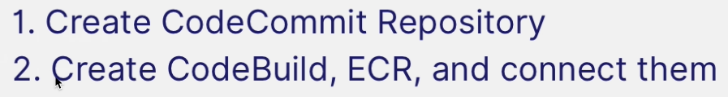 1. Create CodeCommit Repository
2. Create CodeBuild, ECR, and connect them